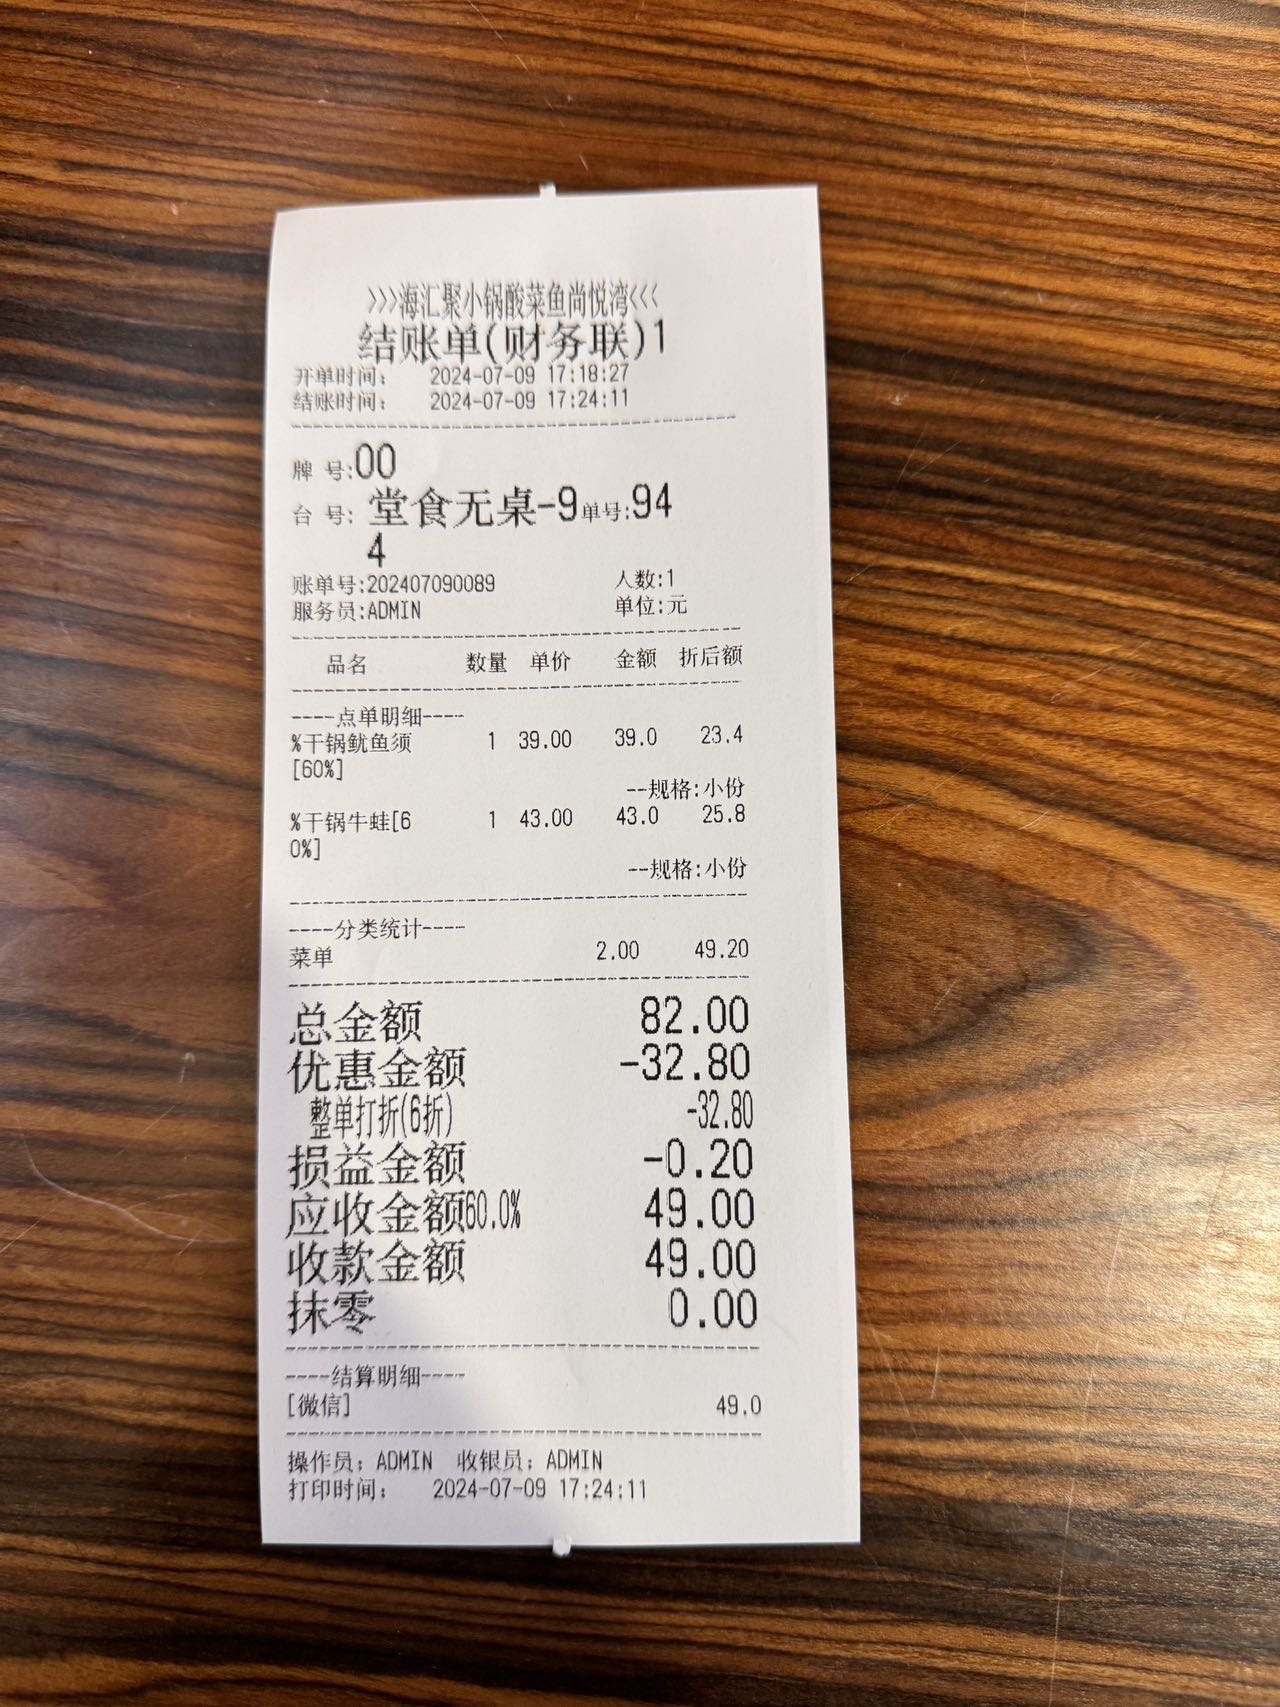 >>>海汇聚小锅酸菜鱼尚悦湾<<<
结账单(财务联)1
开单时间: 2024-07-09 17:18:27
结账时间: 2024-07-09 17:24:11
牌 号:00
台 号: 堂食无桌-9单号:94
4
账单号:202407090089 人数:1
服务员:ADMIN 单位:元
品名 数量 单价 金额 折后额
----点单明细----
%干锅鱿鱼须 1 39.00 39.0 23.4
[60%]
--规格:小份
%干锅牛蛙[6 1 43.00 43.0 25.8
0%]
--规格:小份
----分类统计----
菜单 2.00 49.20
总金额 82.00
优惠金额 -32.80
整单打折(6折) -32.80
损益金额 -0.20
应收金额60.0% 49.00
收款金额 49.00
抹零 0.00
----结算明细----
[微信] 49.0
操作员: ADMIN 收银员: ADMIN
打印时间: 2024-07-09 17:24:11